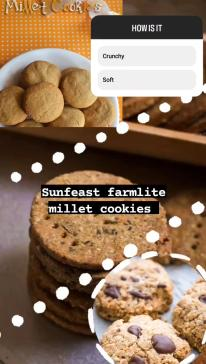 Millet Cookies
HOW IS IT
Crunchy
Soft
Sunfeast farmlite
millet cookies